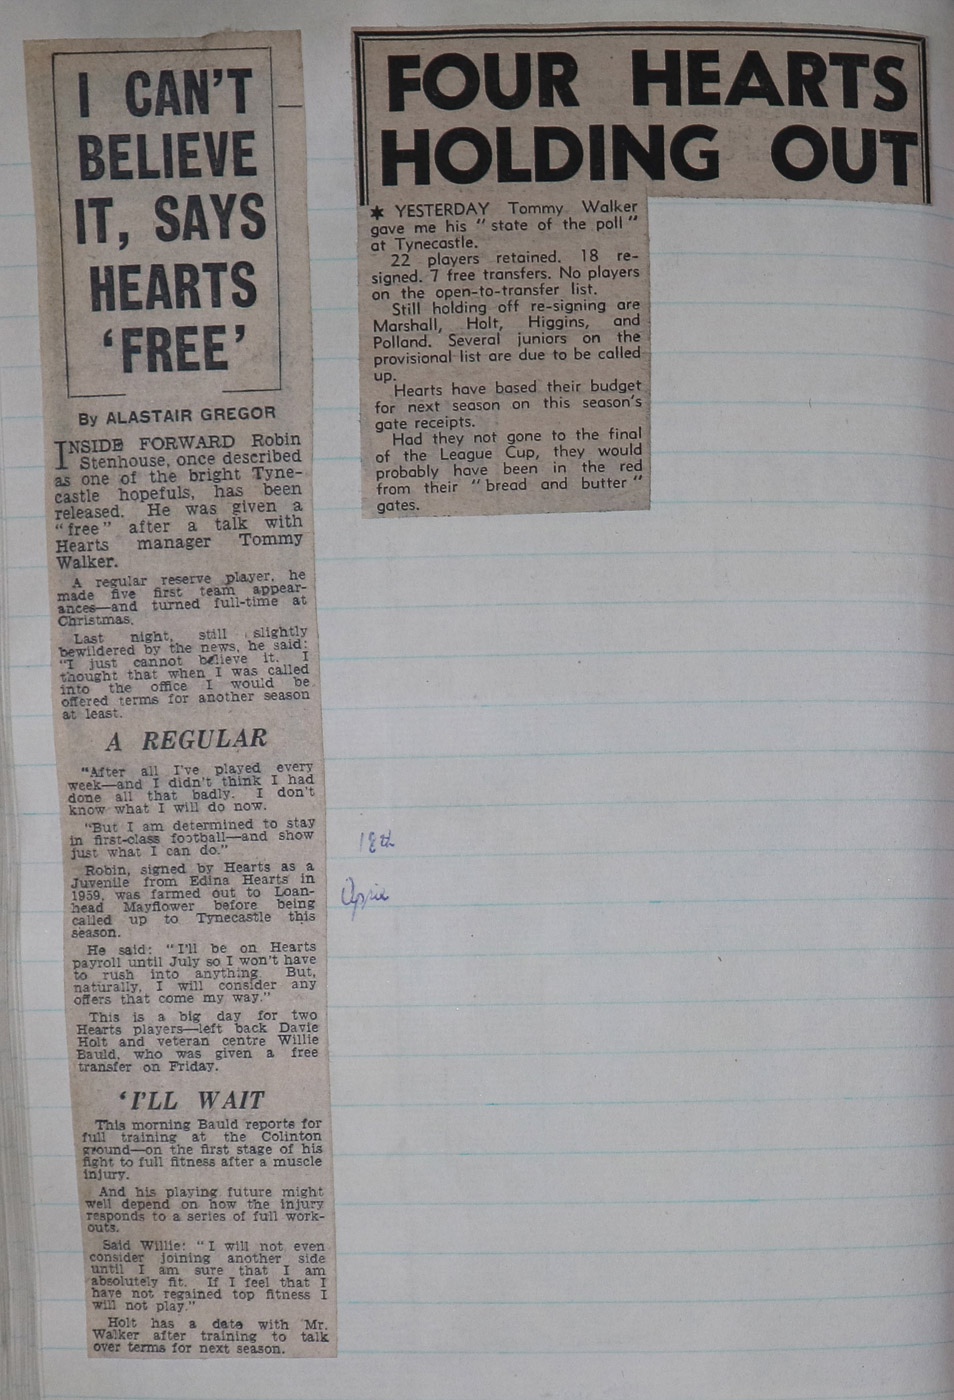 I CAN'T
BELIEVE
IT, SAYS
HEARTS
'FREE'
By ALASTAIR GREGOR
INSIDE FORWARD Robin
Stenhouse, once described
as one of the bright Tyne-
castle hopefuls, has been
released. He was given a
"free" after a talk with
Hearts manager Tommy
Walker.
A regular reserve player, he
made five first team appear-
ances—and turned full-time at
Christmas.
Last night, still slightly
bewildered by the news, he said:
"I just cannot believe it. I
thought that when I was called
into the office I would be
offered terms for another season
at least.
A REGULAR
"After all I've played every
week—and I didn't think I had
done all that badly. I don't
know what I will do now.
"But I am determined to stay
in first-class football—and show
just what I can do."
Robin, signed by Hearts as a
Juvenile from Edina Hearts in
1959, was farmed out to Loan-
head Mayflower before being
called up to Tynecastle this
season.
He said: "I'll be on Hearts
payroll until July so I won't have
to rush into anything. But,
naturally, I will consider any
offers that come my way."
This is a big day for two
Hearts players—left back Davie
Holt and veteran centre Willie
Bauld, who was given a free
transfer on Friday.
'I'LL WAIT
This morning Bauld reports for
full training at the Colinton
ground—on the first stage of his
fight to full fitness after a muscle
injury.
And his playing future might
well depend on how the injury
responds to a series of full work-
outs.
Said Willie: "I will not even
consider joining another side
until I am sure that I am
absolutely fit. If I feel that I
have not regained top fitness I
will not play."
Holt has a date with Mr.
Walker after training to talk
over terms for next season.
FOUR HEARTS
HOLDING OUT
* YESTERDAY Tommy Walker
gave me his "state of the poll"
at Tynecastle.
22 players retained. 18 re-
signed. 7 free transfers. No players
on the open-to-transfer list.
Still holding off re-signing are
Marshall, Holt, Higgins, and
Polland. Several juniors on the
provisional list are due to be called
up.
Hearts have based their budget
for next season on this season's
gate receipts.
Had they not gone to the final
of the League Cup, they would
probably have been in the red
from their "bread and butter"
gates.
18th